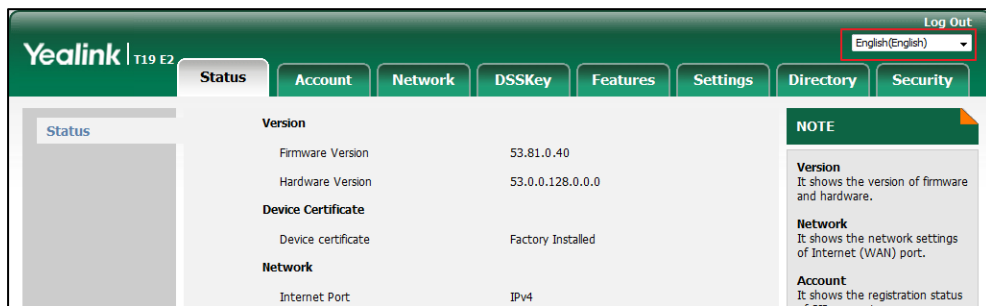 Log Out
English(English)
Yealink T19 E2
Status Account Network DSSKey Features Settings Directory Security
Status
Version
Firmware Version 53.81.0.40
Hardware Version 53.0.0.128.0.0.0
Device Certificate
Device certificate Factory Installed
Network
Internet Port IPv4
NOTE
Version
It shows the version of firmware
and hardware.
Network
It shows the network settings
of Internet (WAN) port.
Account
It shows the registration status